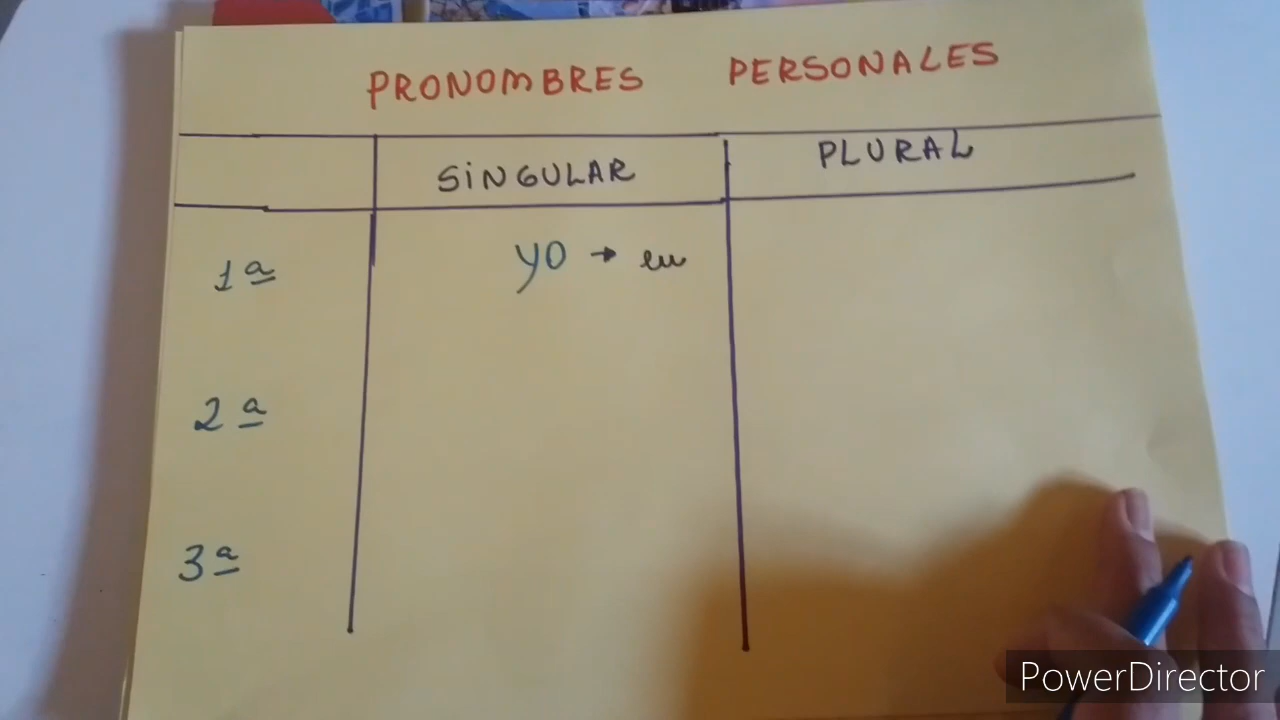 PRONOMBRES PERSONALES
SINGULAR PLURAL
1ª YO → eu
2ª
3ª
PowerDirector